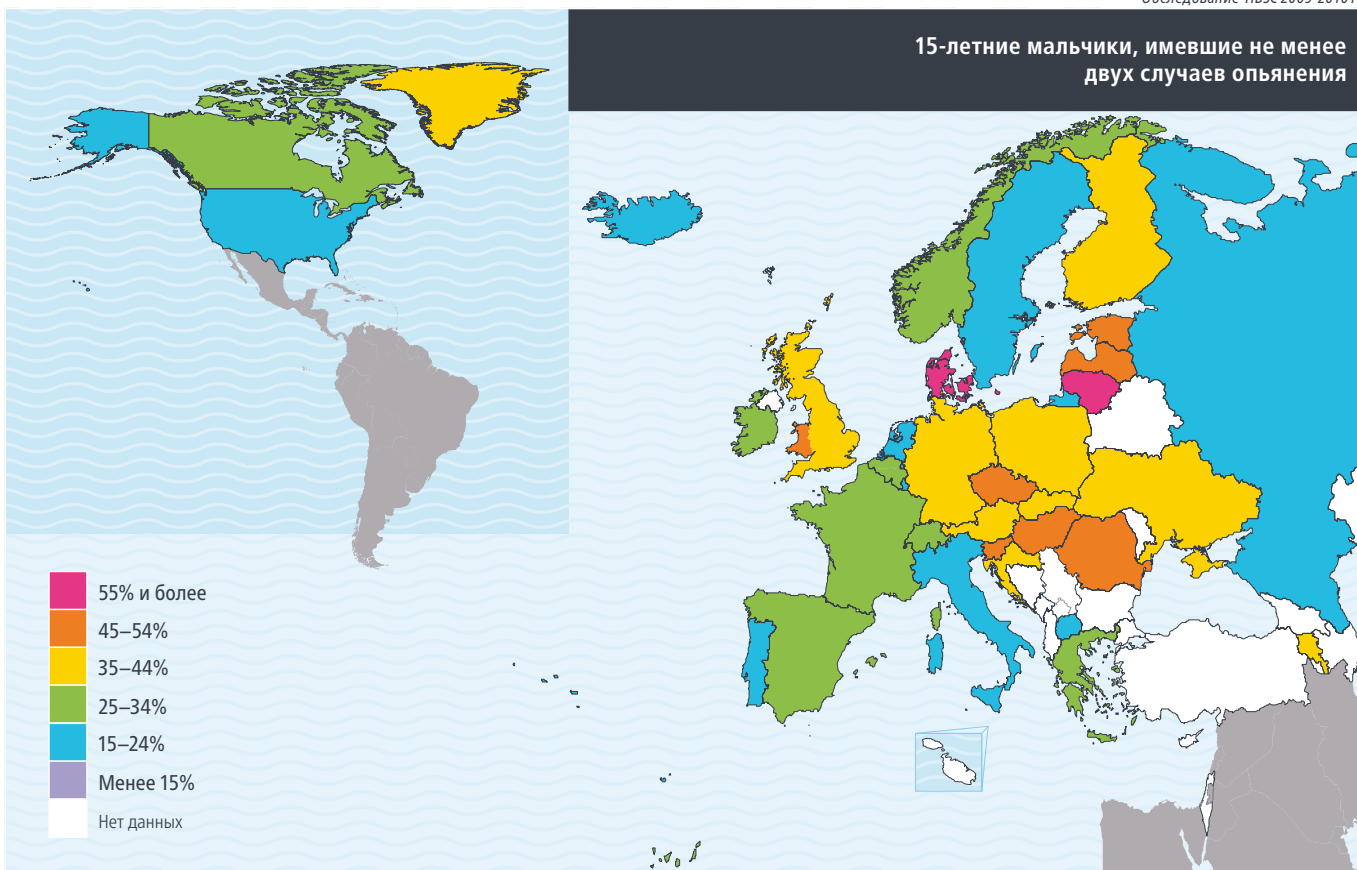 15-летние мальчики, имевшие не менее
двух случаев опьянения
55% и более
45–54%
35–44%
25–34%
15–24%
Менее 15%
Нет данных